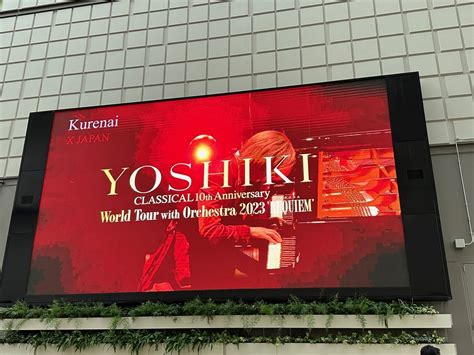 Kurenai
X JAPAN
YOSHIKI
CLASSICAL 10th Anniversary
World Tour with Orchestra 2023 'REQUIEM'